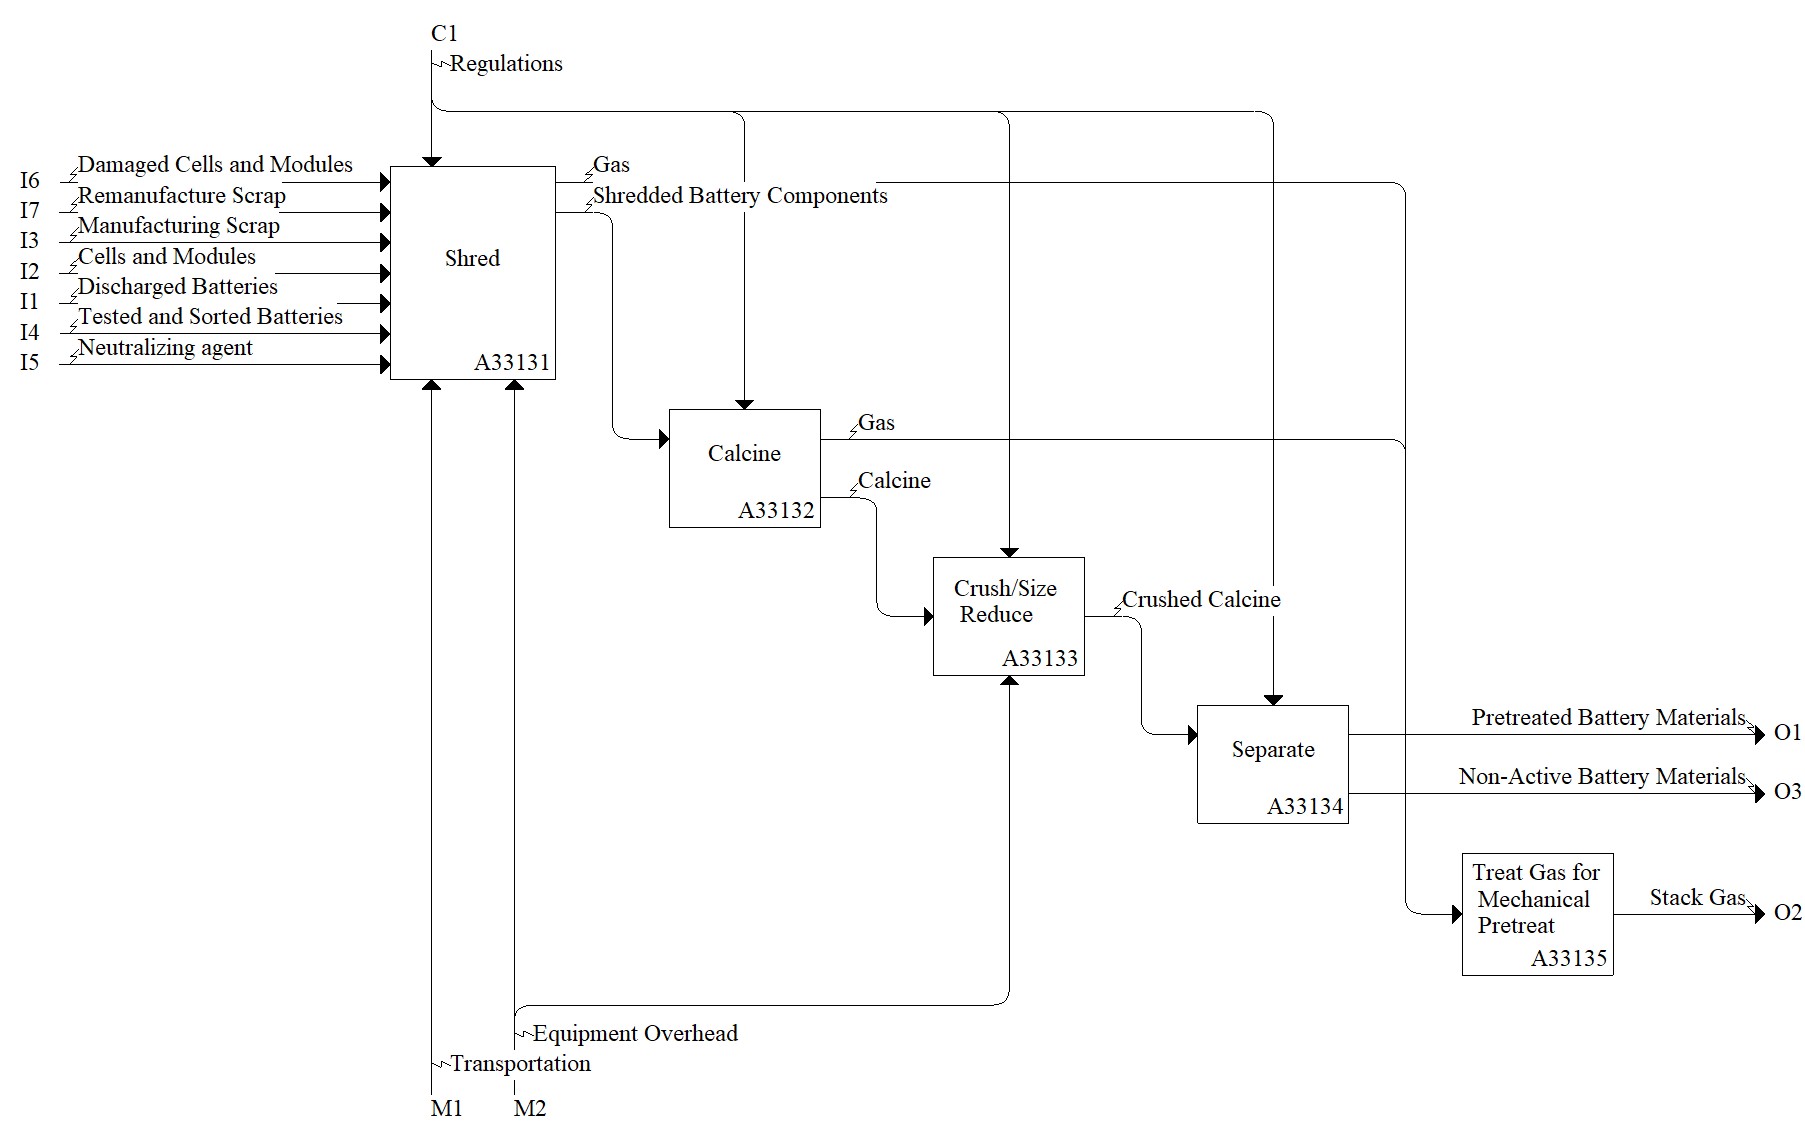 C1
Regulations
I6
Damaged Cells and Modules
I7
Remanufacture Scrap
I3
Manufacturing Scrap
I2
Cells and Modules
I1
Discharged Batteries
I4
Tested and Sorted Batteries
I5
Neutralizing agent
Shred
A33131
Gas
Shredded Battery Components
Calcine
A33132
Gas
Calcine
Crush/Size
Reduce
A33133
Crushed Calcine
Separate
A33134
Pretreated Battery Materials
O1
Non-Active Battery Materials
O3
Treat Gas for
Mechanical
Pretreat
A33135
Stack Gas
O2
Equipment Overhead
Transportation
M1
M2